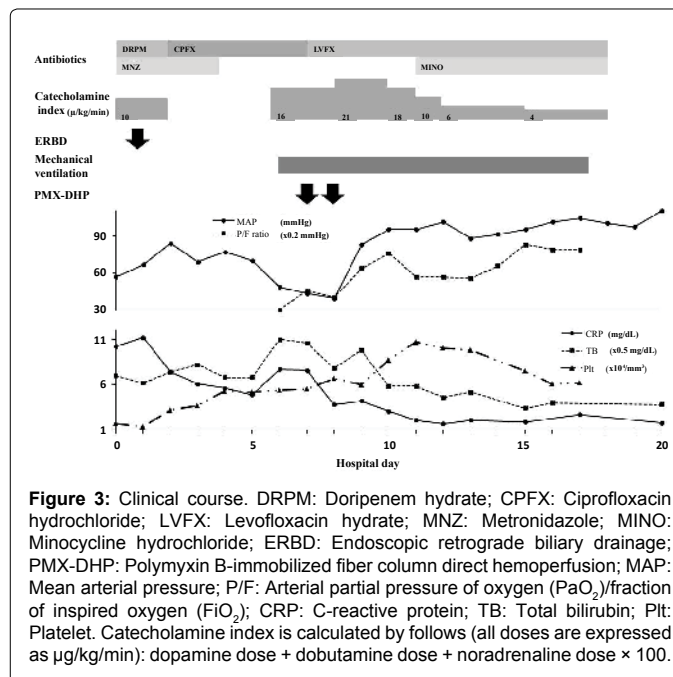 DRPM CPFX LVFX
Antibiotics
MNZ MINO
Catecholamine
index (μ/kg/min)
10 16 21 18 10 6 4
ERBD
Mechanical
ventilation
PMX-DHP
MAP (mmHg)
P/F ratio (x0.2 mmHg)
90
60
30
11
CRP (mg/dL)
TB (x0.5 mg/dL)
Plt (x10⁴/mm³)
6
1
0 5 10 15 20
Hospital day
Figure 3: Clinical course. DRPM: Doripenem hydrate; CPFX: Ciprofloxacin
hydrochloride; LVFX: Levofloxacin hydrate; MNZ: Metronidazole; MINO:
Minocycline hydrochloride; ERBD: Endoscopic retrograde biliary drainage;
PMX-DHP: Polymyxin B-immobilized fiber column direct hemoperfusion; MAP:
Mean arterial pressure; P/F: Arterial partial pressure of oxygen (PaO₂)/fraction
of inspired oxygen (FiO₂); CRP: C-reactive protein; TB: Total bilirubin; Plt:
Platelet. Catecholamine index is calculated by follows (all doses are expressed
as μg/kg/min): dopamine dose + dobutamine dose + noradrenaline dose × 100.